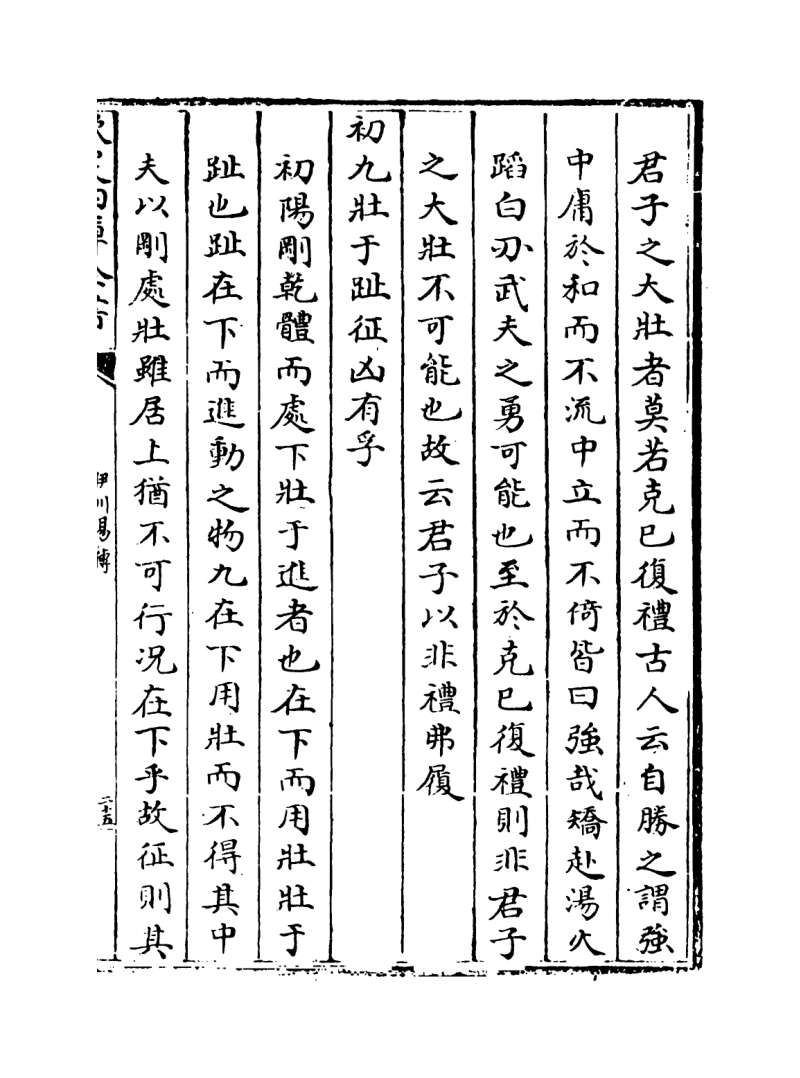 君子之大壯者莫若克已復禮古人云自勝之謂強
中庸於和而不流中立而不倚皆曰強哉矯赴湯火
蹈白刃武夫之勇可能也至於克已復禮則非君子
之大壯不可能也故云君子以非禮弗履
初九壯于趾征凶有孚
初陽剛乾體而處下壯于進者也在下而用壯壯于
趾也趾在下而進動之物九在下用壯而不得其中
夫以剛處壯雖居上猶不可行况在下乎故征則其
伊川易傳